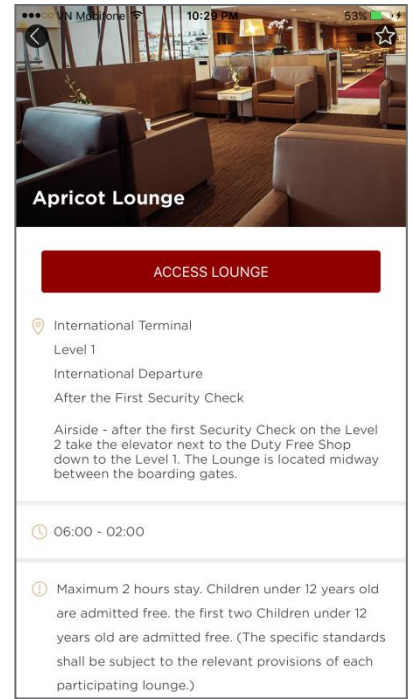 VN Mobifone 10:29 PM 53%
Apricot Lounge
ACCESS LOUNGE
International Terminal
Level 1
International Departure
After the First Security Check
Airside - after the first Security Check on the Level
2 take the elevator next to the Duty Free Shop
down to the Level 1. The Lounge is located midway
between the boarding gates.
06:00 - 02:00
Maximum 2 hours stay. Children under 12 years old
are admitted free. the first two Children under 12
years old are admitted free. (The specific standards
shall be subject to the relevant provisions of each
participating lounge.)